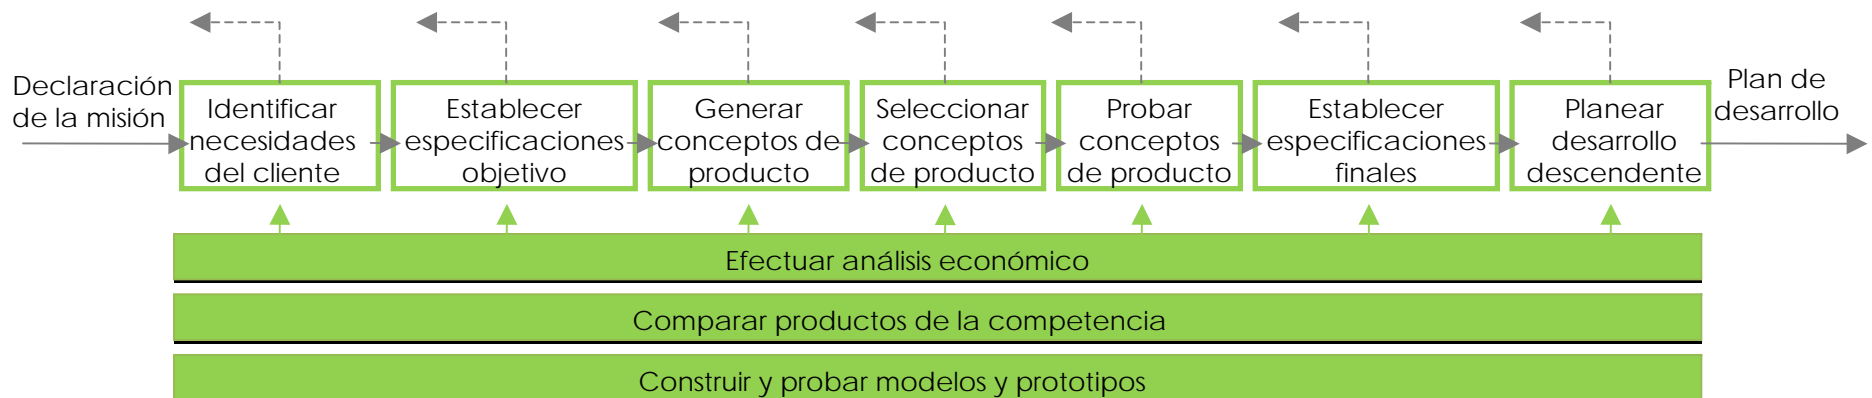 Declaración
de la misión
Identificar
necesidades
del cliente
Establecer
especificaciones
objetivo
Generar
conceptos de
producto
Seleccionar
conceptos
de producto
Probar
conceptos
de producto
Establecer
especificaciones
finales
Planear
desarrollo
descendente
Plan de
desarrollo
Efectuar análisis económico
Comparar productos de la competencia
Construir y probar modelos y prototipos